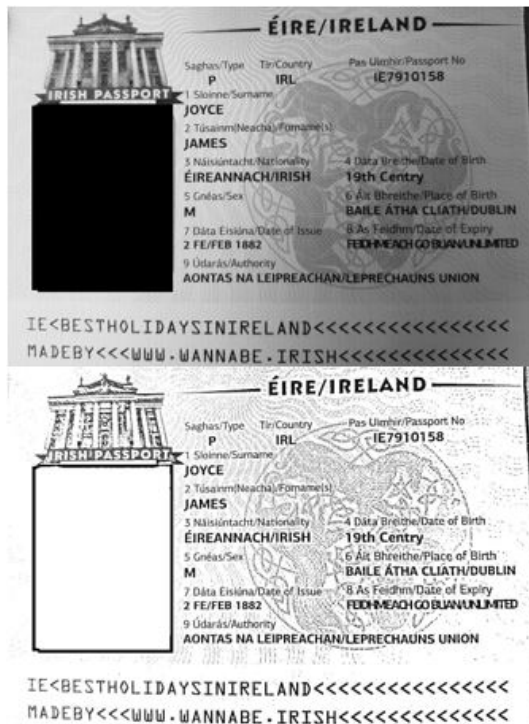 ÉIRE/IRELAND
Saghas/Type Tír/Country Pas Uimhir/Passport No
P IRL IE7910158
IRISH PASSPORT
1 Sloinne/Surname
JOYCE
2 Túsainm(Neacha)/Forname(s)
JAMES
3 Náisiúntacht/Nationality 4 Dáta Breithe/Date of Birth
ÉIREANNACH/IRISH 19th Centry
5 Gnéas/Sex 6 Áit Bhreithe/Place of Birth
M BAILE ÁTHA CLIATH/DUBLIN
7 Dáta Eisiúna/Date of Issue 8 As Feidhm/Date of Expiry
2 FE/FEB 1882 FEIDHMEACH GO BUAN/UNLIMITED
9 Údarás/Authority
AONTAS NA LEIPREACHAN/LEPRECHAUNS UNION
IE<BESTHOLIDAYSINIRELAND<<<<<<<<<<<<<<<<<
MADEBY<<<WWW.WANNABE.IRISH<<<<<<<<<<<<<<<
ÉIRE/IRELAND
Saghas/Type Tír/Country Pas Uimhir/Passport No
P IRL IE7910158
IRISH PASSPORT
1 Sloinne/Surname
JOYCE
2 Túsainm(Neacha)/Forname(s)
JAMES
3 Náisiúntacht/Nationality 4 Dáta Breithe/Date of Birth
ÉIREANNACH/IRISH 19th Centry
5 Gnéas/Sex 6 Áit Bhreithe/Place of Birth
M BAILE ÁTHA CLIATH/DUBLIN
7 Dáta Eisiúna/Date of Issue 8 As Feidhm/Date of Expiry
2 FE/FEB 1882 FEIDHMEACH GO BUAN/UNLIMITED
9 Údarás/Authority
AONTAS NA LEIPREACHAN/LEPRECHAUNS UNION
IE<BESTHOLIDAYSINIRELAND<<<<<<<<<<<<<<<<<
MADEBY<<<WWW.WANNABE.IRISH<<<<<<<<<<<<<<<